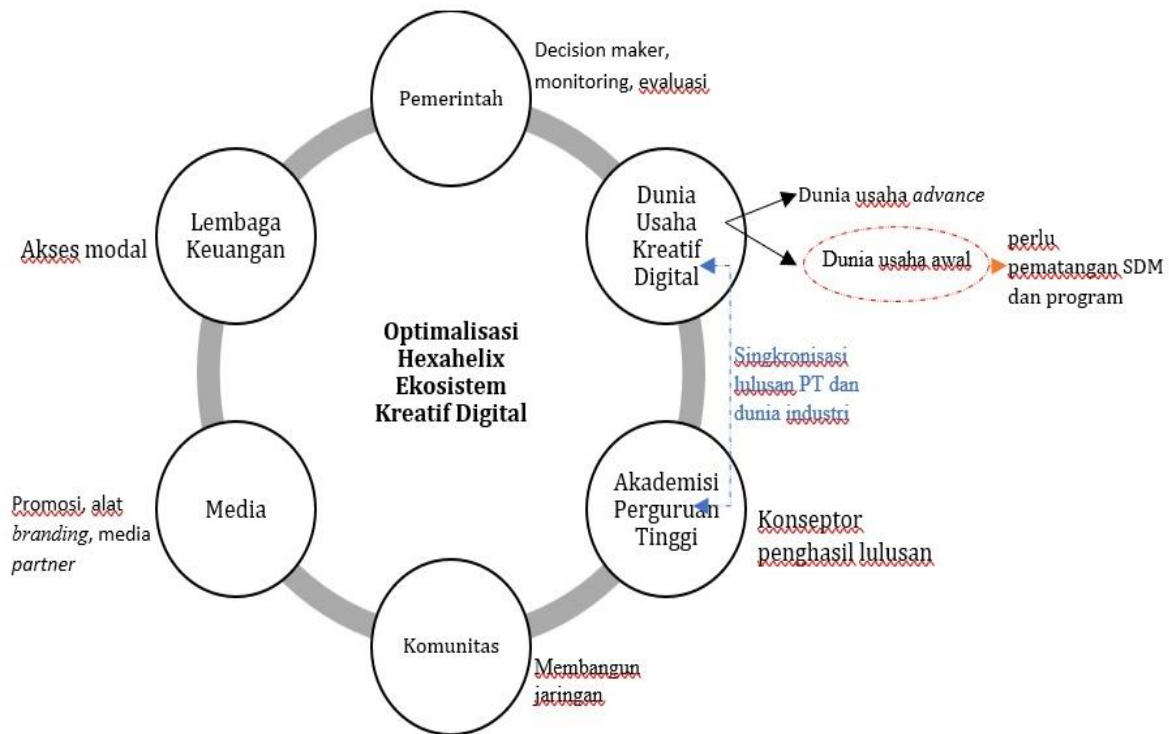 Pemerintah
Decision maker,
monitoring, evaluasi
Dunia
Usaha
Kreatif
Digital
Dunia usaha advance
Dunia usaha awal
perlu
pematangan SDM
dan program
Lembaga
Keuangan
Akses modal
Optimalisasi
Hexahelix
Ekosistem
Kreatif Digital
Singkronisasi
lulusan PT dan
dunia industri
Akademisi
Perguruan
Tinggi
Konseptor
penghasil lulusan
Media
Promosi, alat
branding, media
partner
Komunitas
Membangun
jaringan